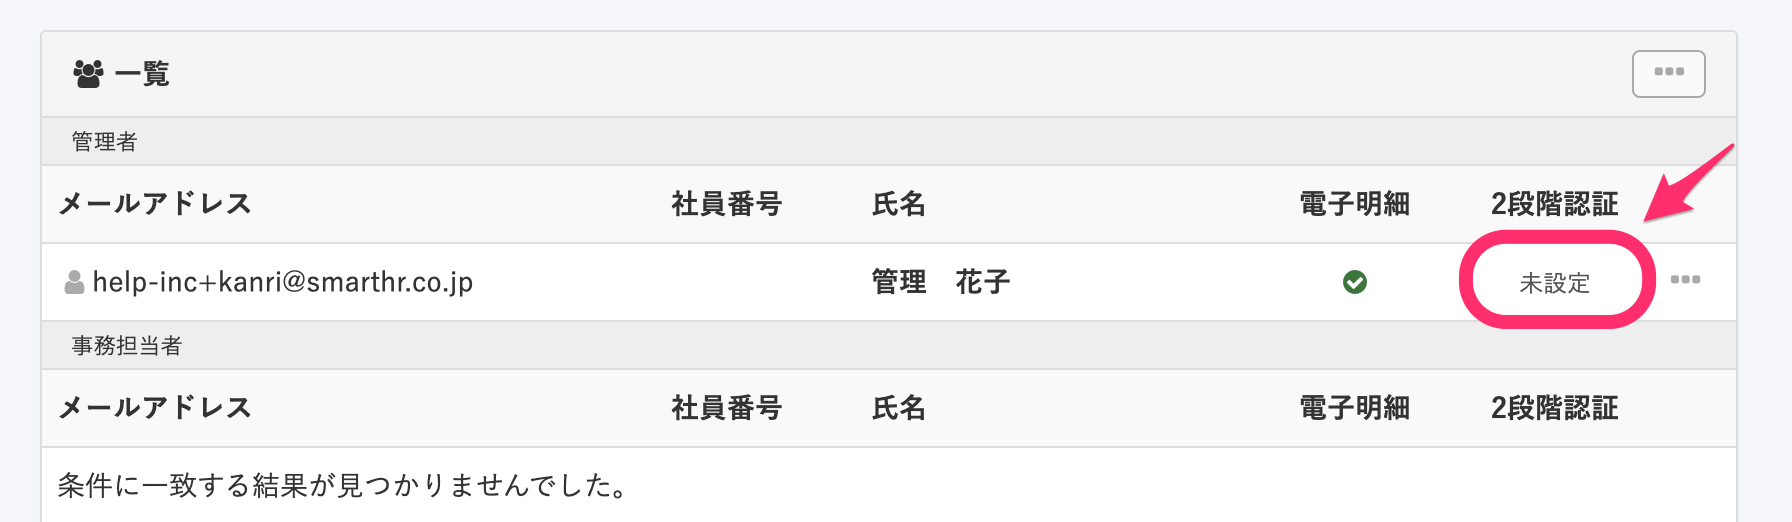 一覧
管理者
メールアドレス 社員番号 氏名 電子明細 2段階認証
help-inc+kanri@smarthr.co.jp 管理　花子 未設定
事務担当者
メールアドレス 社員番号 氏名 電子明細 2段階認証
条件に一致する結果が見つかりませんでした。